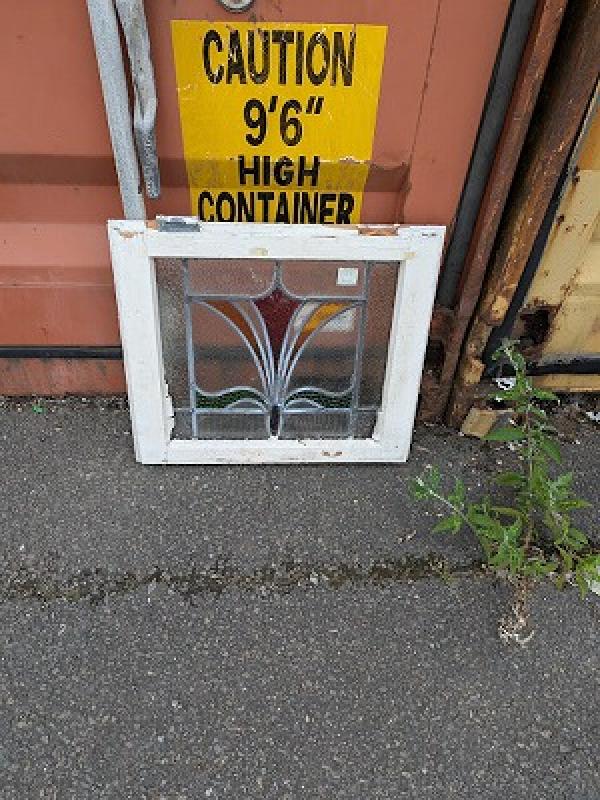 CAUTION
9'6"
HIGH
CONTAINER